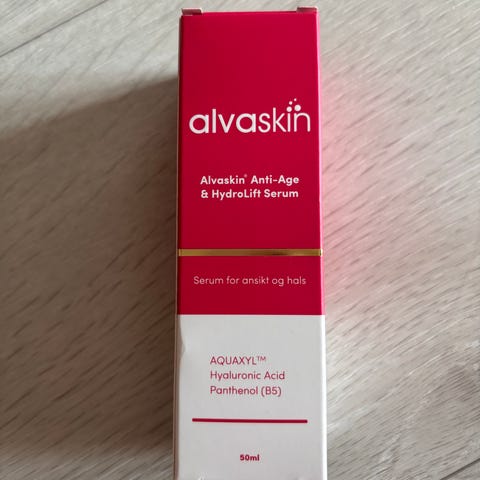 alvaskin
Alvaskin® Anti-Age
& HydroLift Serum
Serum for ansikt og hals
AQUAXYL™
Hyaluronic Acid
Panthenol (B5)
50ml